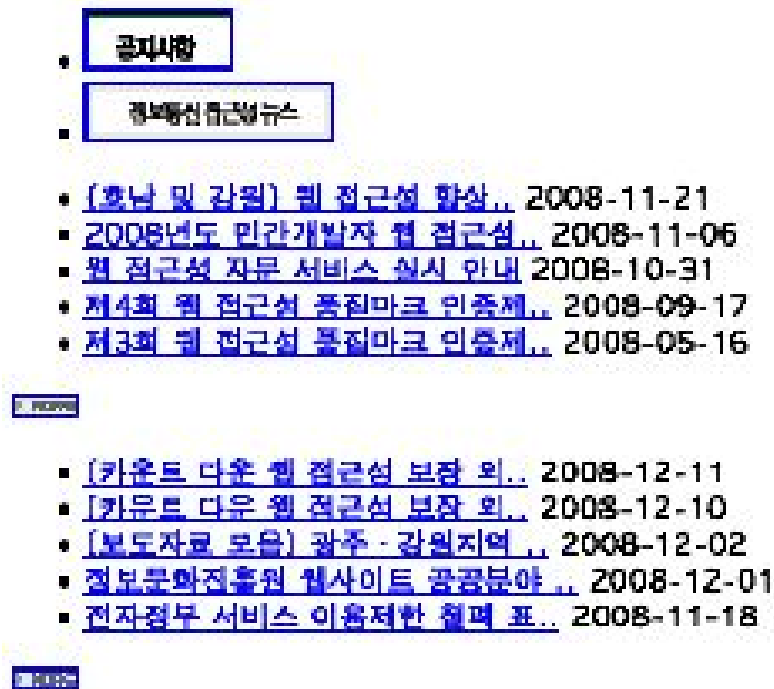 공지사항
정보통신 접근성 뉴스
(호남 및 강원) 웹 접근성 향상.. 2008-11-21
2008년도 민간개발자 웹 접근성.. 2008-11-06
웹 접근성 자문 서비스 실시 안내 2008-10-31
제4회 웹 접근성 품질마크 인증제.. 2008-09-17
제3회 웹 접근성 품질마크 인증제.. 2008-05-16
[카운트 다운 웹 접근성 보장 의.. 2008-12-11
[카운트 다운 웹 접근성 보장 의.. 2008-12-10
[보도자료 모음] 광주 · 강원지역 .. 2008-12-02
정보문화진흥원 웹사이트 공공분야 .. 2008-12-01
전자정부 서비스 이용제한 철폐 표.. 2008-11-18